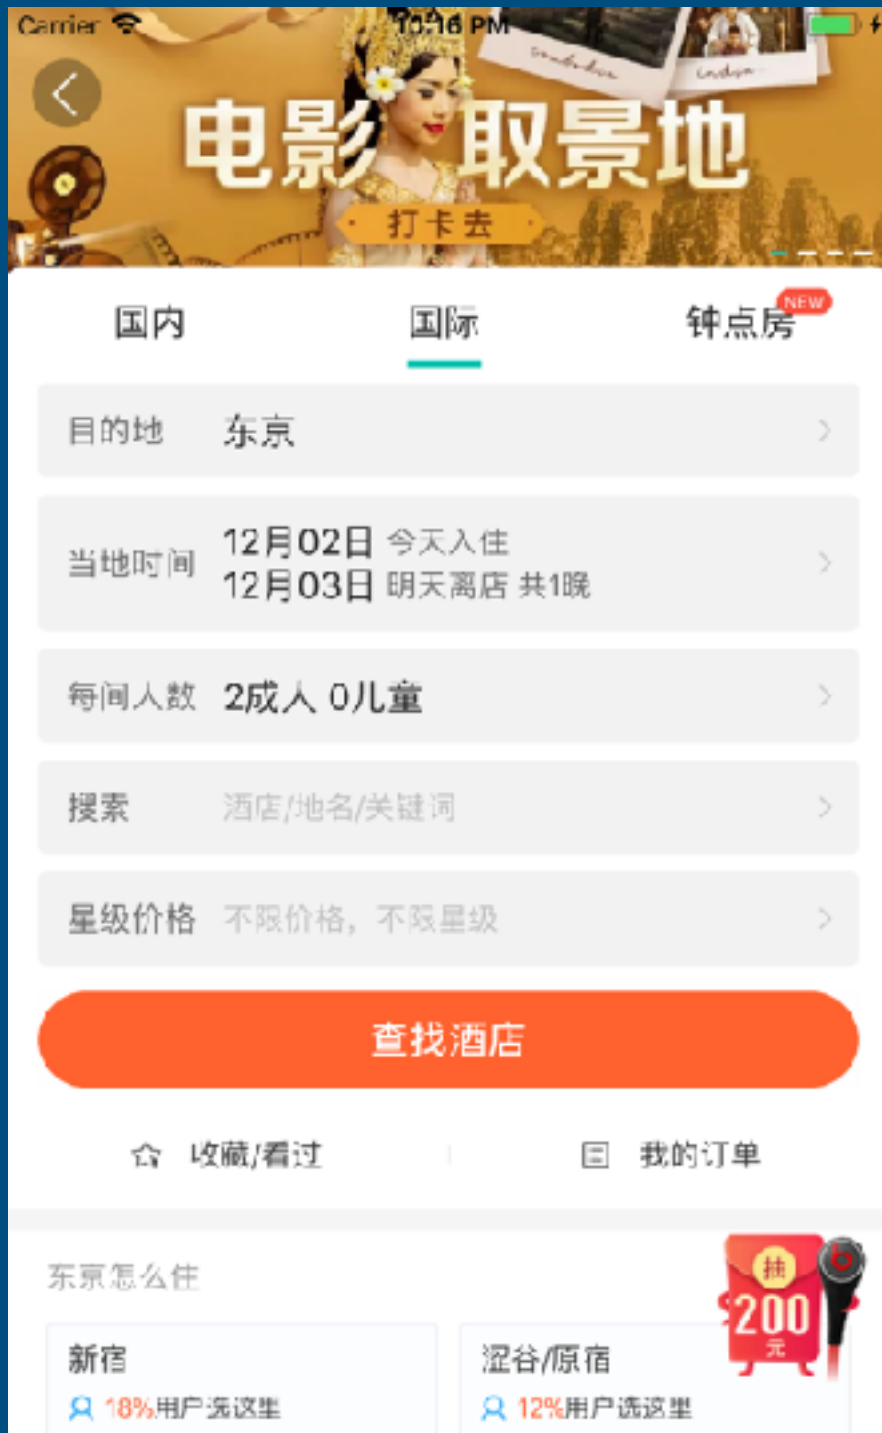 Carrier 10:16 PM
电影 取景地
打卡去
国内 国际 钟点房 NEW
目的地 东京
当地时间 12月02日 今天入住
12月03日 明天离店 共1晚
每间人数 2成人 0儿童
搜索 酒店/地名/关键词
星级价格 不限价格，不限星级
查找酒店
收藏/看过 我的订单
东京怎么住
抽
200
元
新宿 涩谷/原宿
18%用户选这里 12%用户选这里